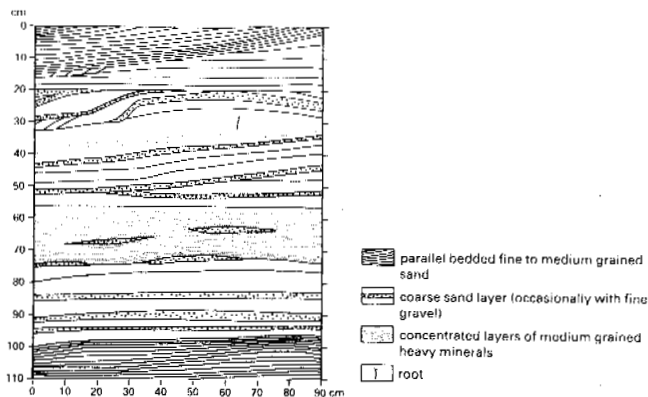 cm
0
10
20
30
40
50
60
70
80
90
100
110
0 10 20 30 40 50 60 70 80 90 cm
parallel bedded fine to medium grained
sand
coarse sand layer (occasionally with fine
gravel)
concentrated layers of medium grained
heavy minerals
root